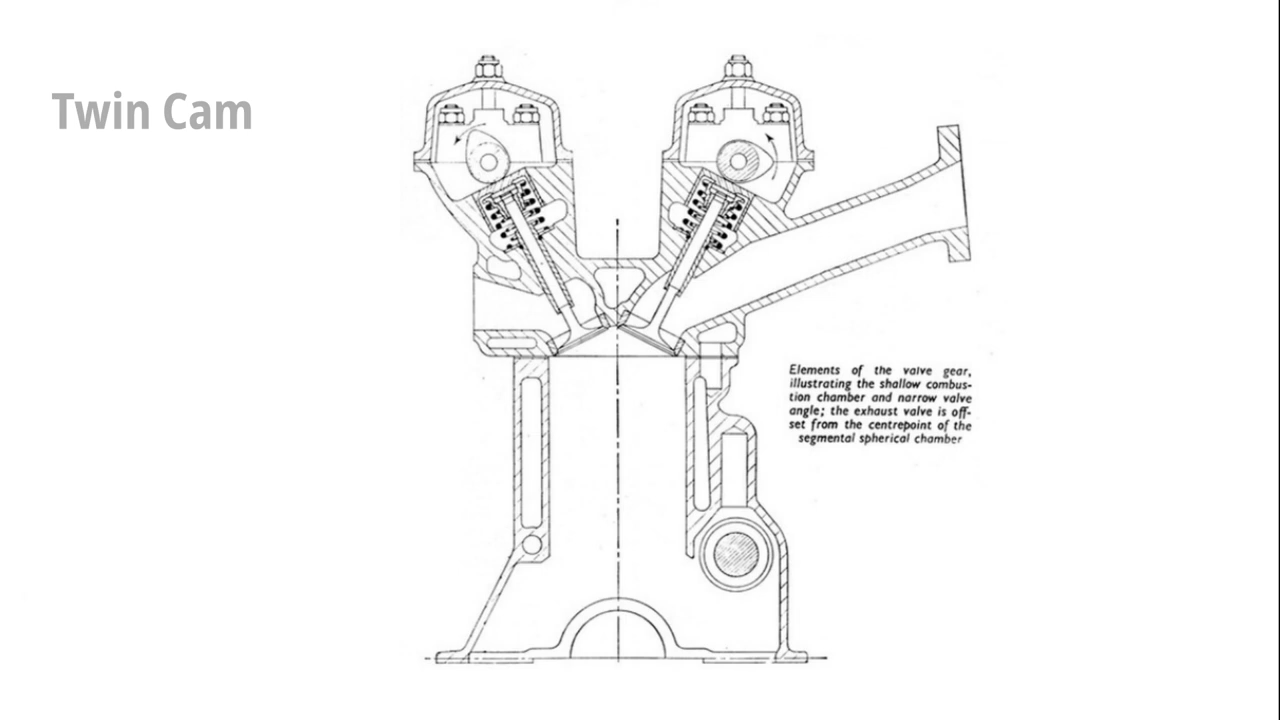 Twin Cam
Elements of the valve gear,
illustrating the shallow combus-
tion chamber and narrow valve
angle; the exhaust valve is off-
set from the centrepoint of the
segmental spherical chamber